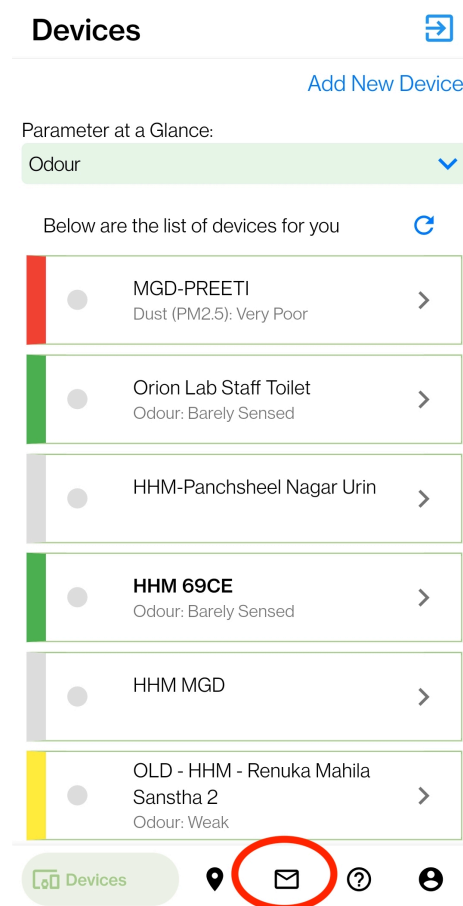 Devices
Add New Device
Parameter at a Glance:
Odour
Below are the list of devices for you
MGD-PREETI
Dust (PM2.5): Very Poor
Orion Lab Staff Toilet
Odour: Barely Sensed
HHM-Panchsheel Nagar Urin
HHM 69CE
Odour: Barely Sensed
HHM MGD
OLD - HHM - Renuka Mahila
Sanstha 2
Odour: Weak
Devices